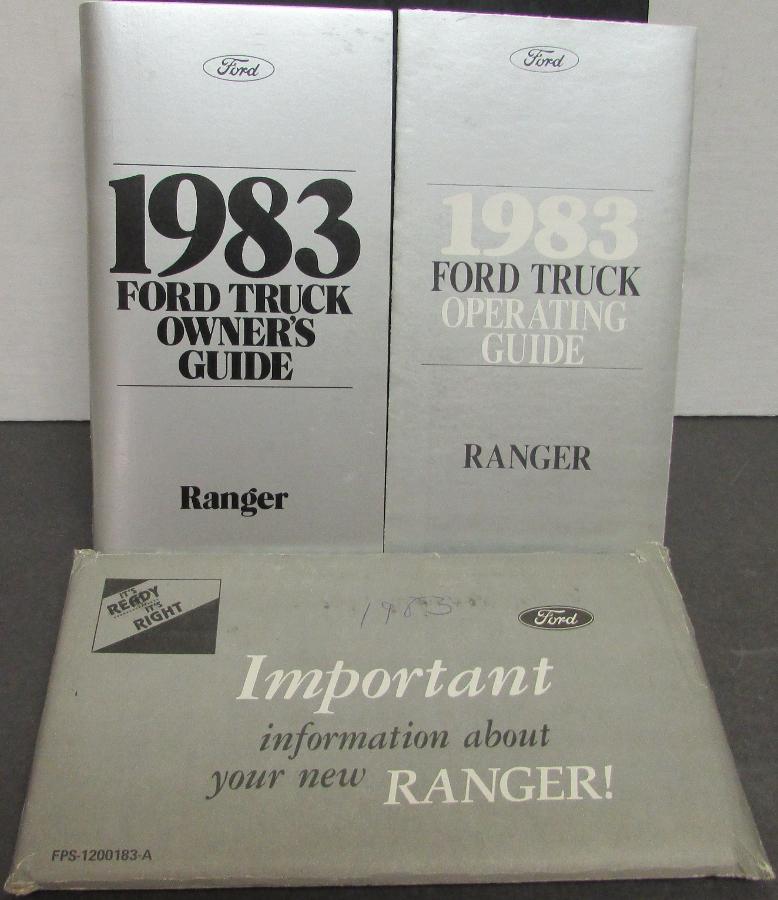 Ford
1983
FORD TRUCK
OWNER'S
GUIDE
Ranger
Ford
1983
FORD TRUCK
OPERATING
GUIDE
RANGER
IT'S
READY
IT'S
RIGHT
1983
Ford
Important
information about
your new RANGER!
FPS-1200183-A